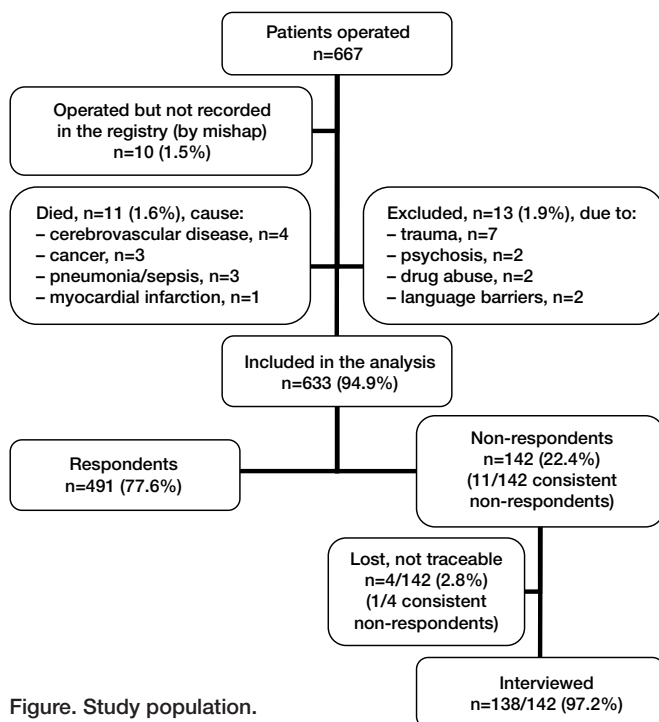 Patients operated
n=667
Operated but not recorded
in the registry (by mishap)
n=10 (1.5%)
Died, n=11 (1.6%), cause:
– cerebrovascular disease, n=4
– cancer, n=3
– pneumonia/sepsis, n=3
– myocardial infarction, n=1
Excluded, n=13 (1.9%), due to:
– trauma, n=7
– psychosis, n=2
– drug abuse, n=2
– language barriers, n=2
Included in the analysis
n=633 (94.9%)
Respondents
n=491 (77.6%)
Non-respondents
n=142 (22.4%)
(11/142 consistent
non-respondents)
Lost, not traceable
n=4/142 (2.8%)
(1/4 consistent
non-respondents)
Interviewed
n=138/142 (97.2%)
Figure. Study population.